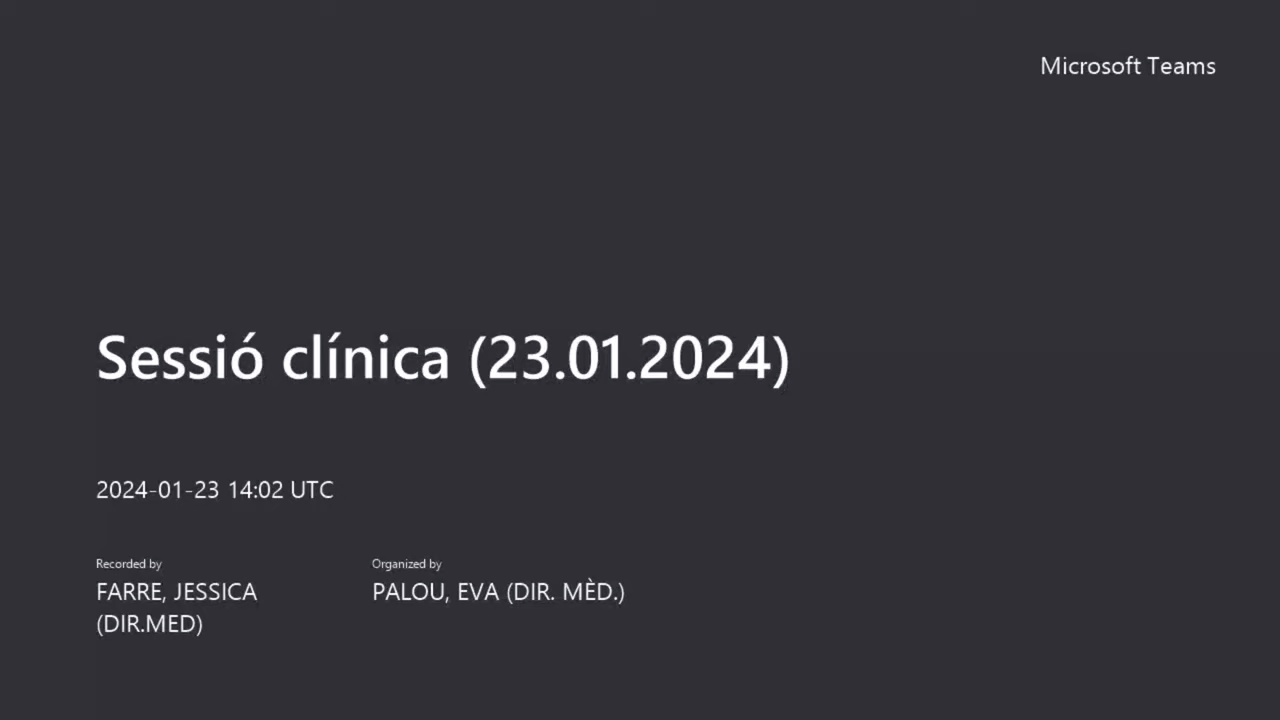 Microsoft Teams
Sessió clínica (23.01.2024)
2024-01-23 14:02 UTC
Recorded by
FARRE, JESSICA
(DIR.MED)
Organized by
PALOU, EVA (DIR. MÈD.)